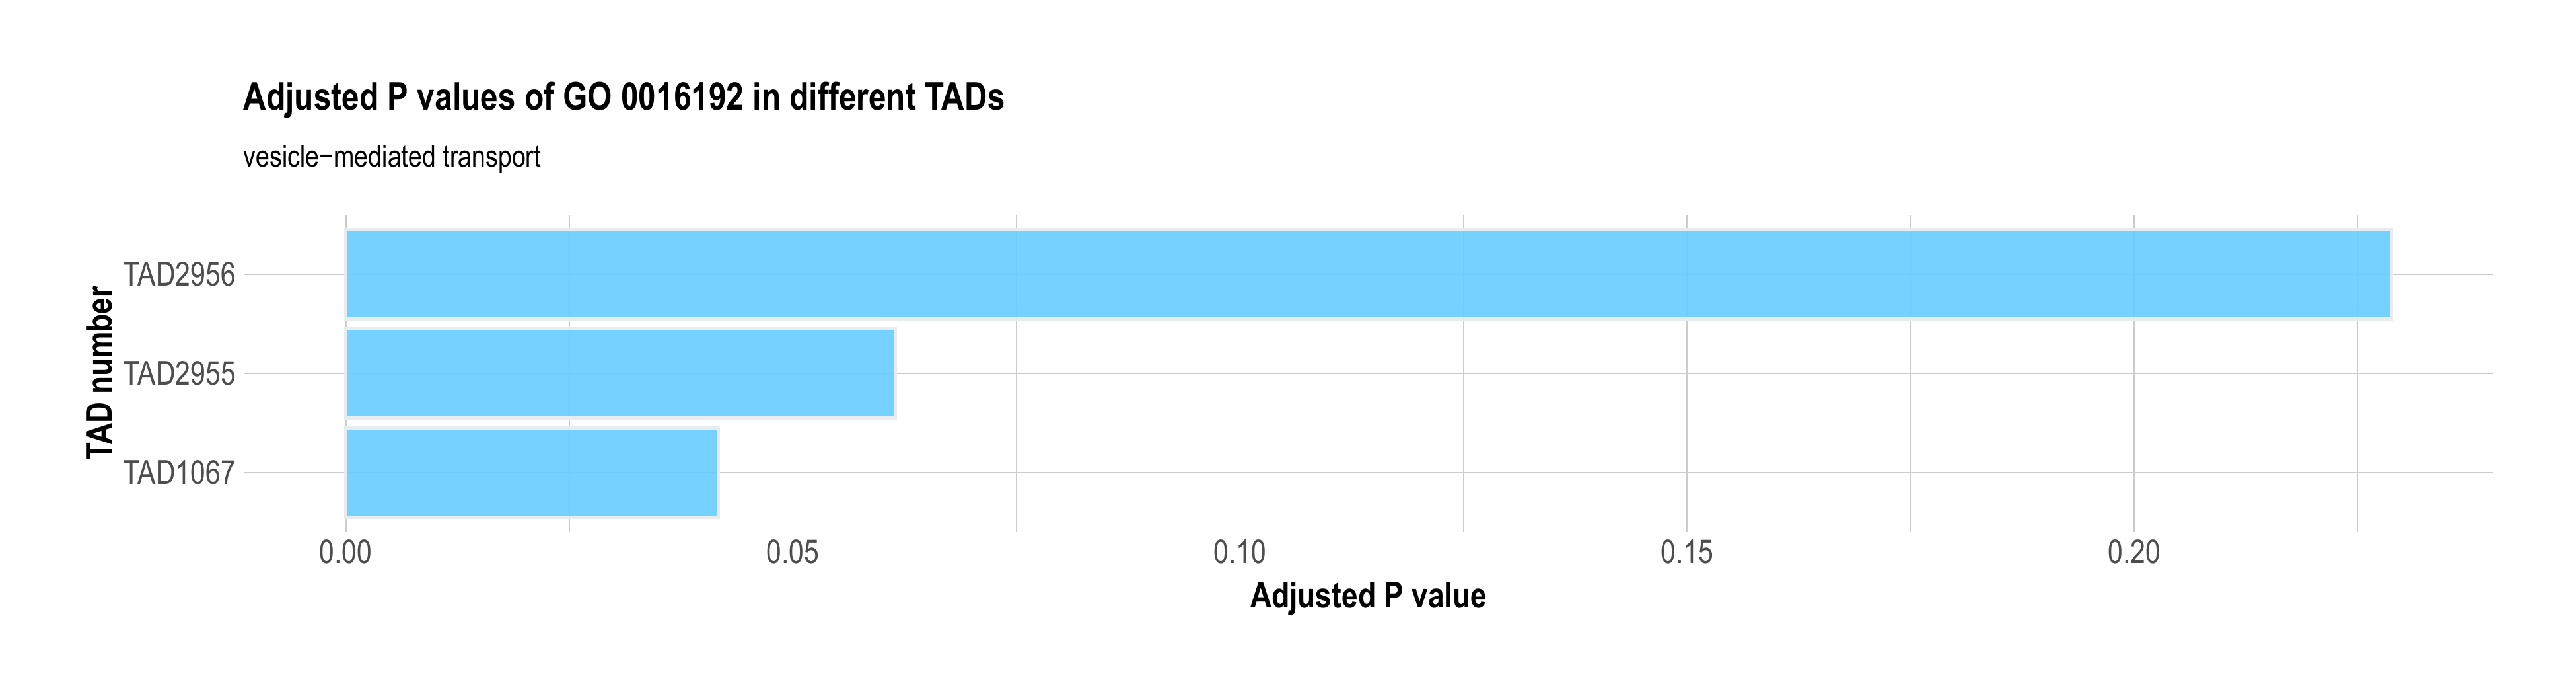 Adjusted P values of GO 0016192 in different TADs
vesicle−mediated transport
TAD number
TAD2956
TAD2955
TAD1067
0.00 0.05 0.10 0.15 0.20
Adjusted P value